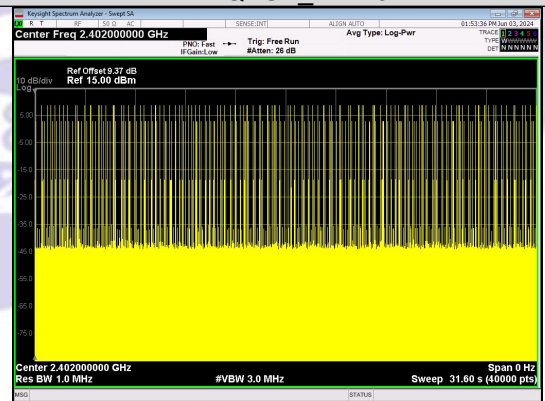 Keysight Spectrum Analyzer - Swept SA
R T RF 50 Ω AC SENSE:INT ALIGN AUTO 01:53:36 PM Jun 03, 2024
Center Freq 2.402000000 GHz
PNO: Fast
IFGain:Low
Trig: Free Run
#Atten: 26 dB
Avg Type: Log-Pwr
TRACE 1 2 3 4 5 6
TYPE
DET N N N N N N
Ref Offset 9.37 dB
10 dB/div Ref 15.00 dBm
Log
5.00
-5.00
-15.0
-25.0
-35.0
-45.0
-55.0
-65.0
-75.0
Center 2.402000000 GHz Span 0 Hz
Res BW 1.0 MHz #VBW 3.0 MHz Sweep 31.60 s (40000 pts)
MSG STATUS